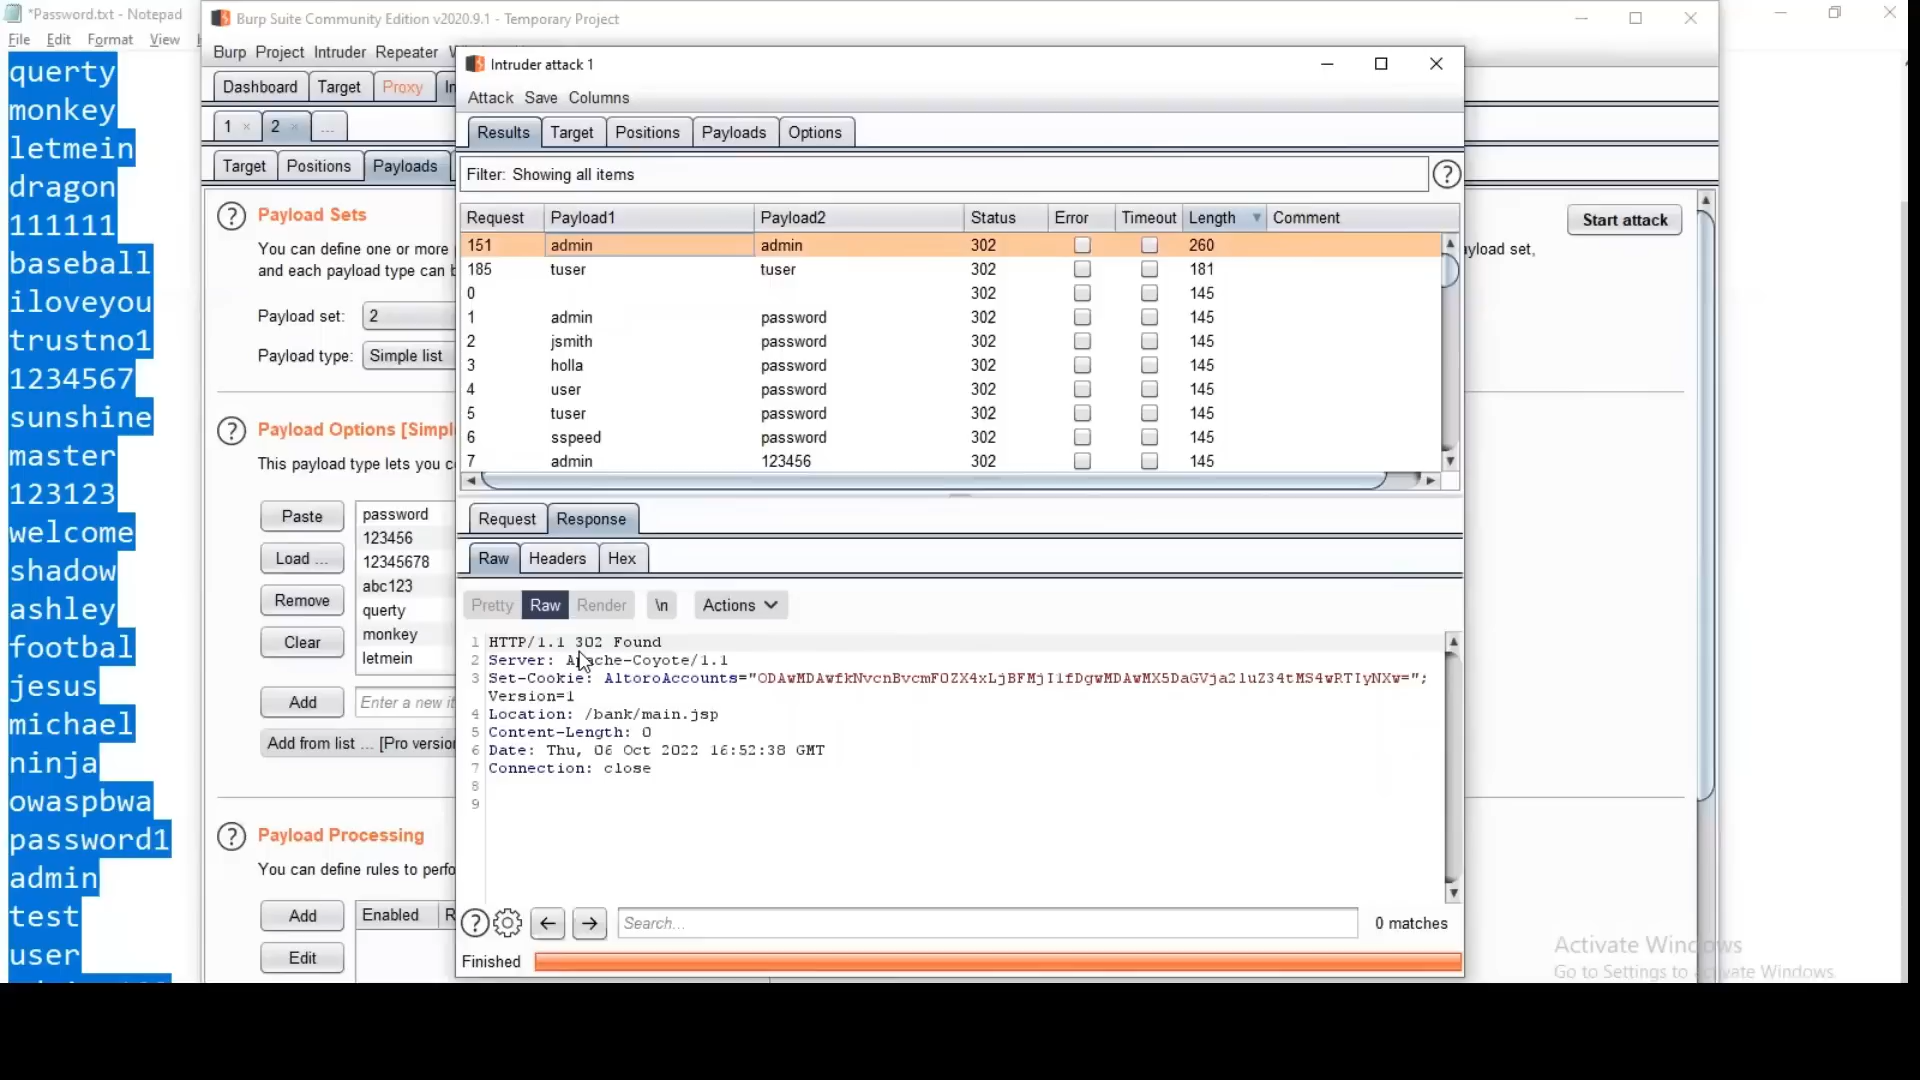 *Password.txt - Notepad
File Edit Format View
querty
monkey
letmein
dragon
111111
baseball
iloveyou
trustno1
1234567
sunshine
master
123123
welcome
shadow
ashley
footbal
jesus
michael
ninja
owaspbwa
password1
admin
test
user
Burp Suite Community Edition v2020.9.1 - Temporary Project
Burp Project Intruder Repeater
Dashboard Target Proxy
1 × 2 × ...
Target Positions Payloads
? Payload Sets
You can define one or more
and each payload type can b
Payload set: 2
Payload type: Simple list
? Payload Options [Simpl
This payload type lets you c
Paste
Load ...
Remove
Clear
password
123456
12345678
abc123
querty
monkey
letmein
Add Enter a new it
Add from list ... [Pro version
? Payload Processing
You can define rules to perfo
Add Enabled R
Edit
Start attack
ayload set,
Intruder attack 1
Attack Save Columns
Results Target Positions Payloads Options
Filter: Showing all items ?
Request Payload1 Payload2 Status Error Timeout Length Comment
151 admin admin 302 260
185 tuser tuser 302 181
0 302 145
1 admin password 302 145
2 jsmith password 302 145
3 holla password 302 145
4 user password 302 145
5 tuser password 302 145
6 sspeed password 302 145
7 admin 123456 302 145
Request Response
Raw Headers Hex
Pretty Raw Render \n Actions
1 HTTP/1.1 302 Found
2 Server: Apache-Coyote/1.1
3 Set-Cookie: AltoroAccounts=
Version=1
4 Location: /bank/main.jsp
5 Content-Length: 0
6 Date: Thu, 06 Oct 2022 16:52:38 GMT
7 Connection: close
8
9
? Search... 0 matches
Finished
Activate Windows
Go to Settings to activate Windows.